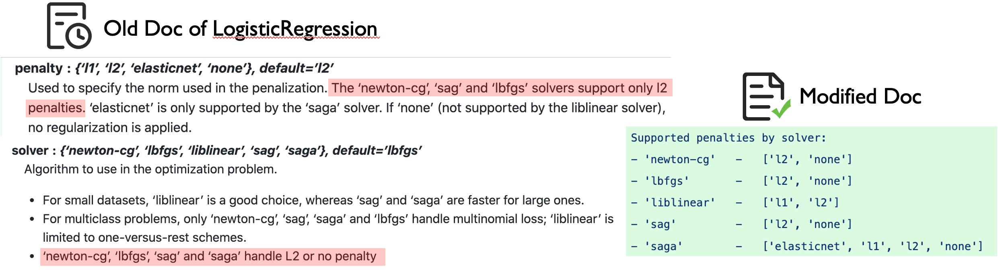 Old Doc of LogisticRegression
penalty : {‘l1’, ‘l2’, ‘elasticnet’, ‘none’}, default=’l2’
Used to specify the norm used in the penalization. The ‘newton-cg’, ‘sag’ and ‘lbfgs’ solvers support only l2
penalties. ‘elasticnet’ is only supported by the ‘saga’ solver. If ‘none’ (not supported by the liblinear solver),
no regularization is applied.
solver : {‘newton-cg’, ‘lbfgs’, ‘liblinear’, ‘sag’, ‘saga’}, default=’lbfgs’
Algorithm to use in the optimization problem.
• For small datasets, ‘liblinear’ is a good choice, whereas ‘sag’ and ‘saga’ are faster for large ones.
• For multiclass problems, only ‘newton-cg’, ‘sag’, ‘saga’ and ‘lbfgs’ handle multinomial loss; ‘liblinear’ is
limited to one-versus-rest schemes.
• ‘newton-cg’, ‘lbfgs’, ‘sag’ and ‘saga’ handle L2 or no penalty
Modified Doc
Supported penalties by solver:
– 'newton-cg' – ['l2', 'none']
– 'lbfgs' – ['l2', 'none']
– 'liblinear' – ['l1', 'l2']
– 'sag' – ['l2', 'none']
– 'saga' – ['elasticnet', 'l1', 'l2', 'none']